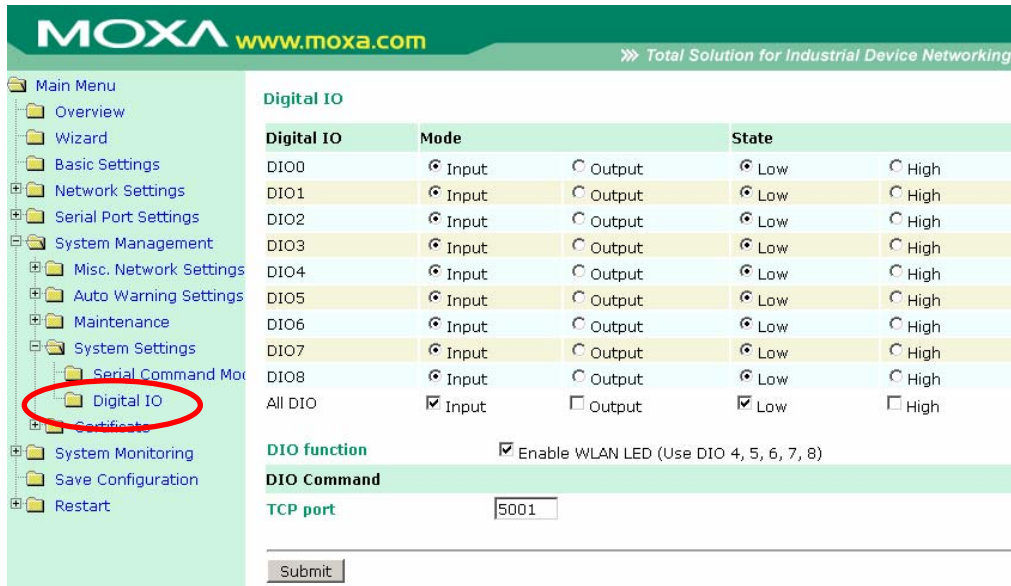 MOXA www.moxa.com
Total Solution for Industrial Device Networking
Main Menu
Overview
Wizard
Basic Settings
Network Settings
Serial Port Settings
System Management
Misc. Network Settings
Auto Warning Settings
Maintenance
System Settings
Serial Command Mod
Digital IO
Certificate
System Monitoring
Save Configuration
Restart
Digital IO
Digital IO Mode State
DIO0 Input Output Low High
DIO1 Input Output Low High
DIO2 Input Output Low High
DIO3 Input Output Low High
DIO4 Input Output Low High
DIO5 Input Output Low High
DIO6 Input Output Low High
DIO7 Input Output Low High
DIO8 Input Output Low High
All DIO Input Output Low High
DIO function Enable WLAN LED (Use DIO 4, 5, 6, 7, 8)
DIO Command
TCP port 5001
Submit